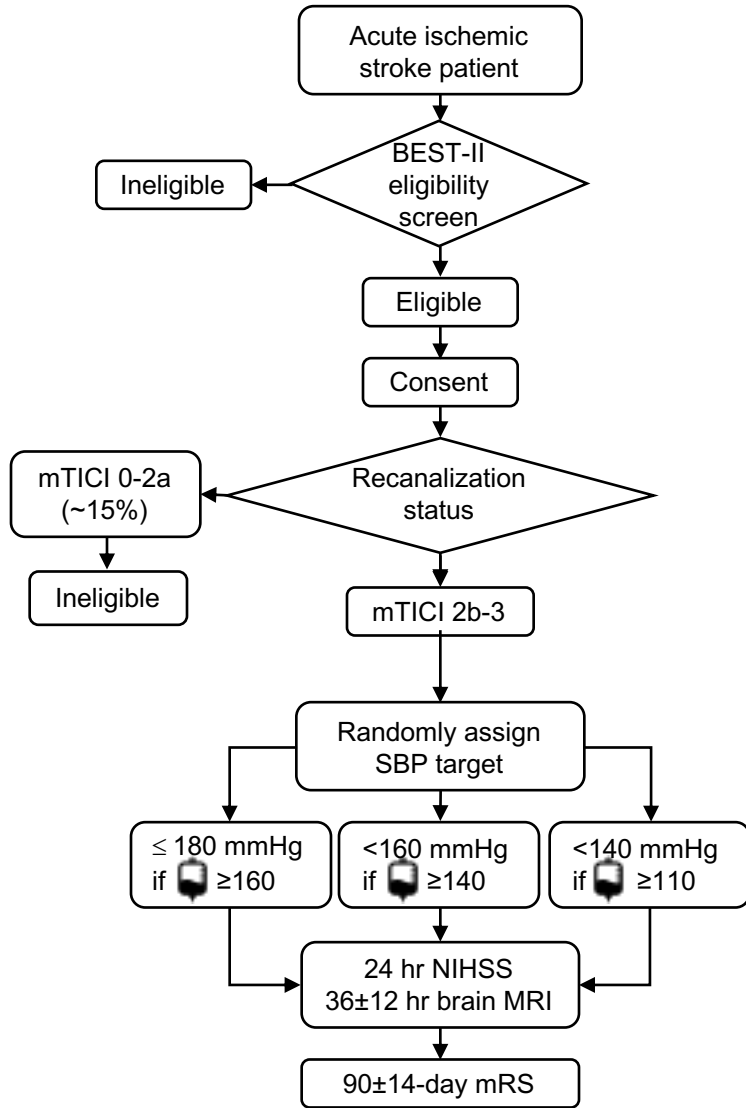 Acute ischemic
stroke patient
BEST-II
eligibility
screen
Ineligible
Eligible
Consent
Recanalization
status
mTICI 0-2a
(~15%)
Ineligible
mTICI 2b-3
Randomly assign
SBP target
≤ 180 mmHg
if ≥160
<160 mmHg
if ≥140
<140 mmHg
if ≥110
24 hr NIHSS
36±12 hr brain MRI
90±14-day mRS